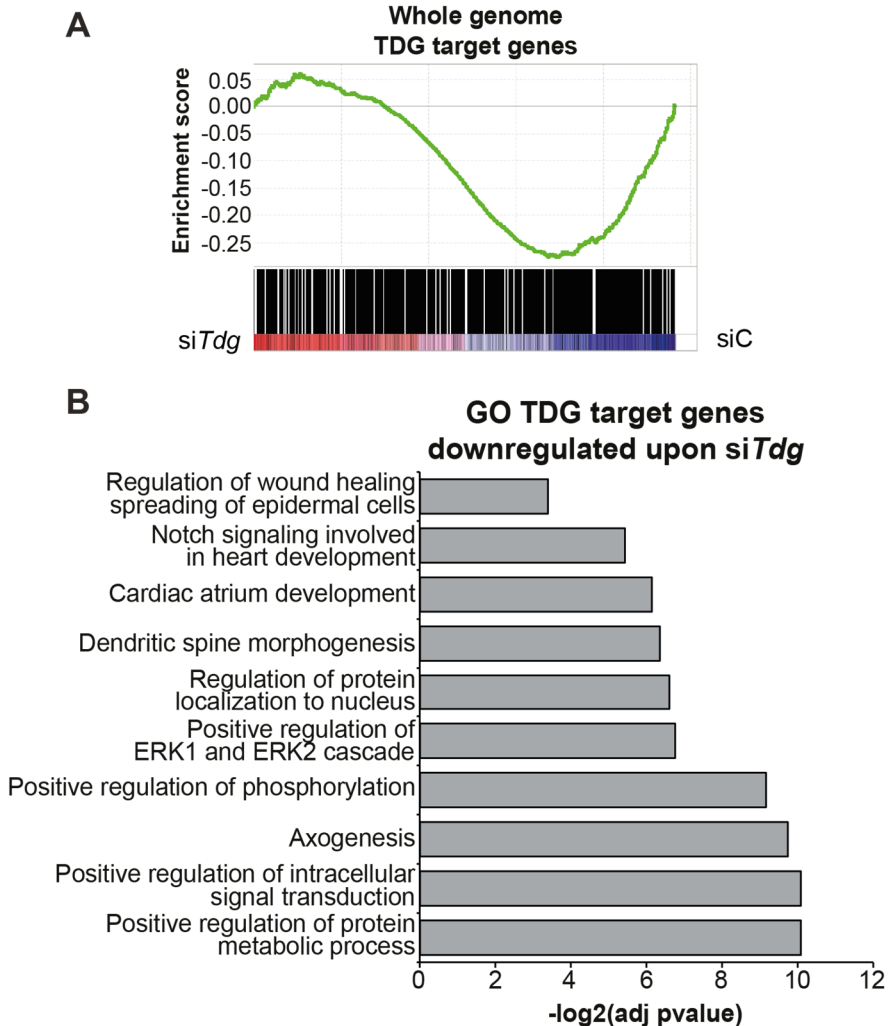 A
Whole genome
TDG target genes
Enrichment score
0.05
0.00
-0.05
-0.10
-0.15
-0.20
-0.25
siTdg
siC
B
GO TDG target genes
downregulated upon siTdg
Regulation of wound healing
spreading of epidermal cells
Notch signaling involved
in heart development
Cardiac atrium development
Dendritic spine morphogenesis
Regulation of protein
localization to nucleus
Positive regulation of
ERK1 and ERK2 cascade
Positive regulation of phosphorylation
Axogenesis
Positive regulation of intracellular
signal transduction
Positive regulation of protein
metabolic process
0 2 4 6 8 10 12
-log2(adj pvalue)